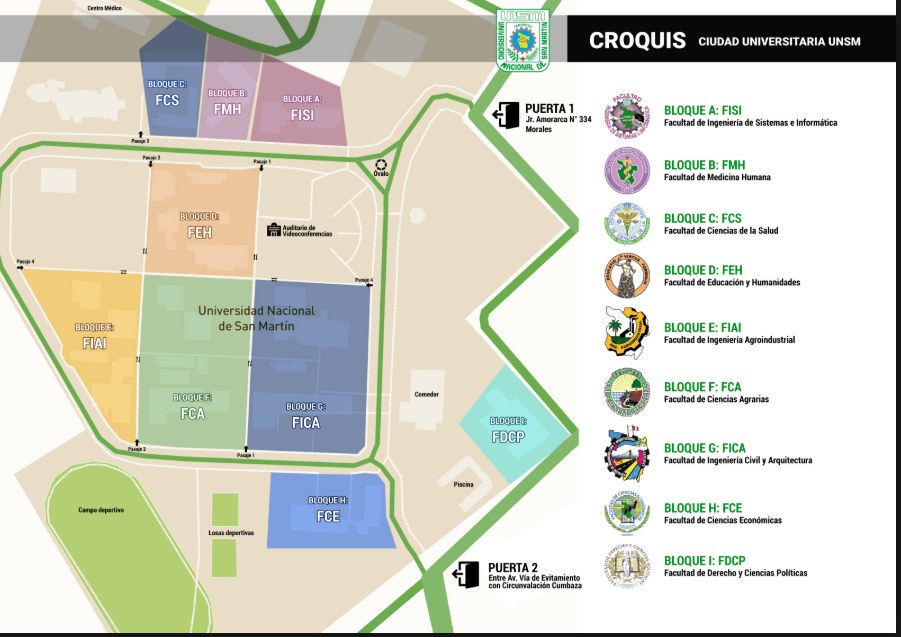 Centro Médico
UNSM
UNIVERSIDAD NACIONAL DE SAN MARTIN
CROQUIS CIUDAD UNIVERSITARIA UNSM
BLOQUE C:
FCS
BLOQUE B:
FMH
BLOQUE A:
FISI
PUERTA 1
Jr. Amorarca N° 334
Morales
Pasaje 3
Pasaje 2
Pasaje 1
Óvalo
BLOQUE D:
FEH
Auditorio de
Videoconferencias
Pasaje 4
Pasaje 4
Universidad Nacional
de San Martín
BLOQUE E:
FIAI
BLOQUE F:
FCA
BLOQUE G:
FICA
Comedor
BLOQUE I:
FDCP
Pasaje 2
Pasaje 1
Piscina
BLOQUE H:
FCE
Campo deportivo
Losas deportivas
PUERTA 2
Entre Av. Vía de Evitamiento
con Circunvalación Cumbaza
BLOQUE A: FISI
Facultad de Ingeniería de Sistemas e Informática
BLOQUE B: FMH
Facultad de Medicina Humana
BLOQUE C: FCS
Facultad de Ciencias de la Salud
BLOQUE D: FEH
Facultad de Educación y Humanidades
BLOQUE E: FIAI
Facultad de Ingeniería Agroindustrial
BLOQUE F: FCA
Facultad de Ciencias Agrarias
BLOQUE G: FICA
Facultad de Ingeniería Civil y Arquitectura
BLOQUE H: FCE
Facultad de Ciencias Económicas
BLOQUE I: FDCP
Facultad de Derecho y Ciencias Políticas